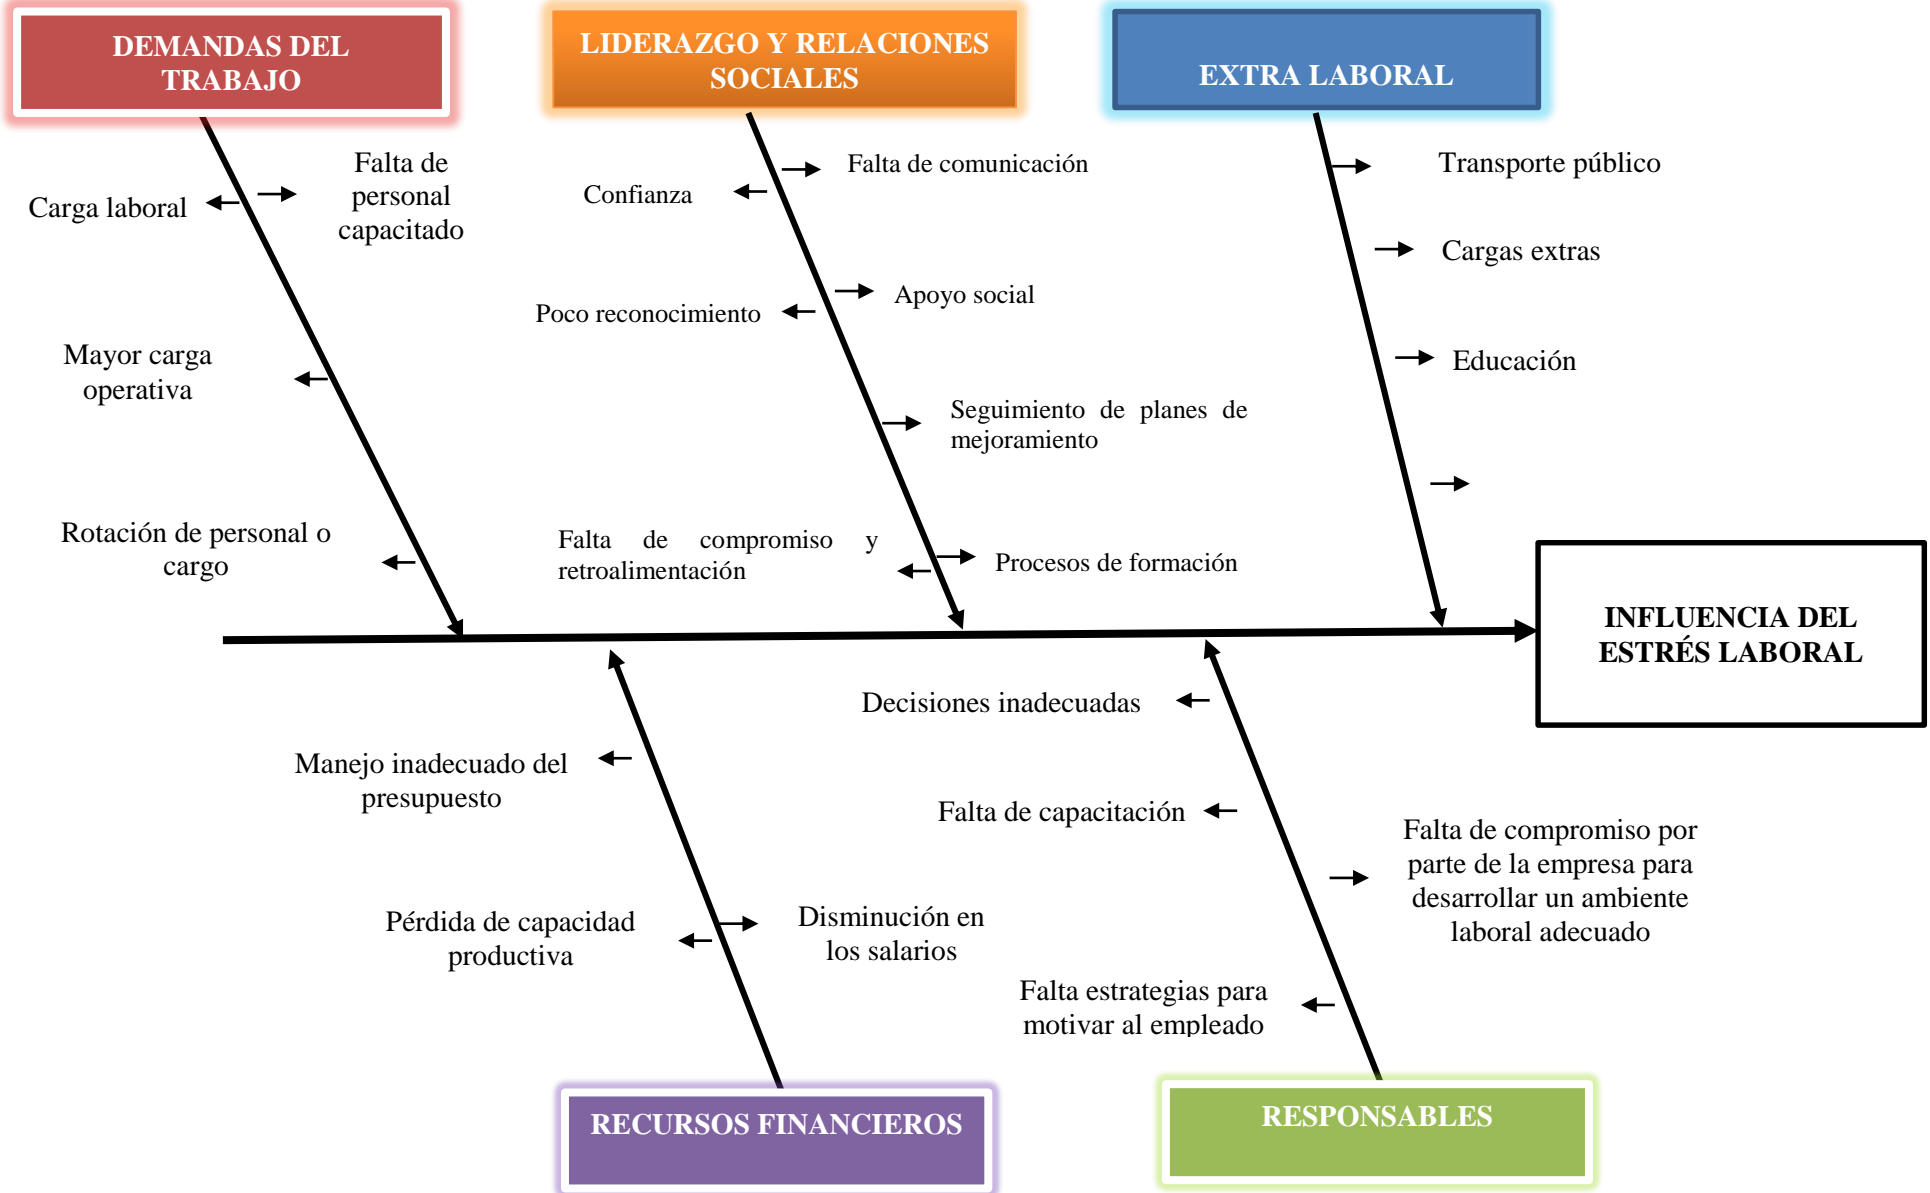 DEMANDAS DEL
TRABAJO
LIDERAZGO Y RELACIONES
SOCIALES
EXTRA LABORAL
Carga laboral
Falta de
personal
capacitado
Mayor carga
operativa
Rotación de personal o
cargo
Falta de comunicación
Confianza
Apoyo social
Poco reconocimiento
Seguimiento de planes de
mejoramiento
Falta de compromiso y
retroalimentación
Procesos de formación
Transporte público
Cargas extras
Educación
INFLUENCIA DEL
ESTRÉS LABORAL
Manejo inadecuado del
presupuesto
Pérdida de capacidad
productiva
Disminución en
los salarios
Decisiones inadecuadas
Falta de capacitación
Falta de compromiso por
parte de la empresa para
desarrollar un ambiente
laboral adecuado
Falta estrategias para
motivar al empleado
RECURSOS FINANCIEROS
RESPONSABLES